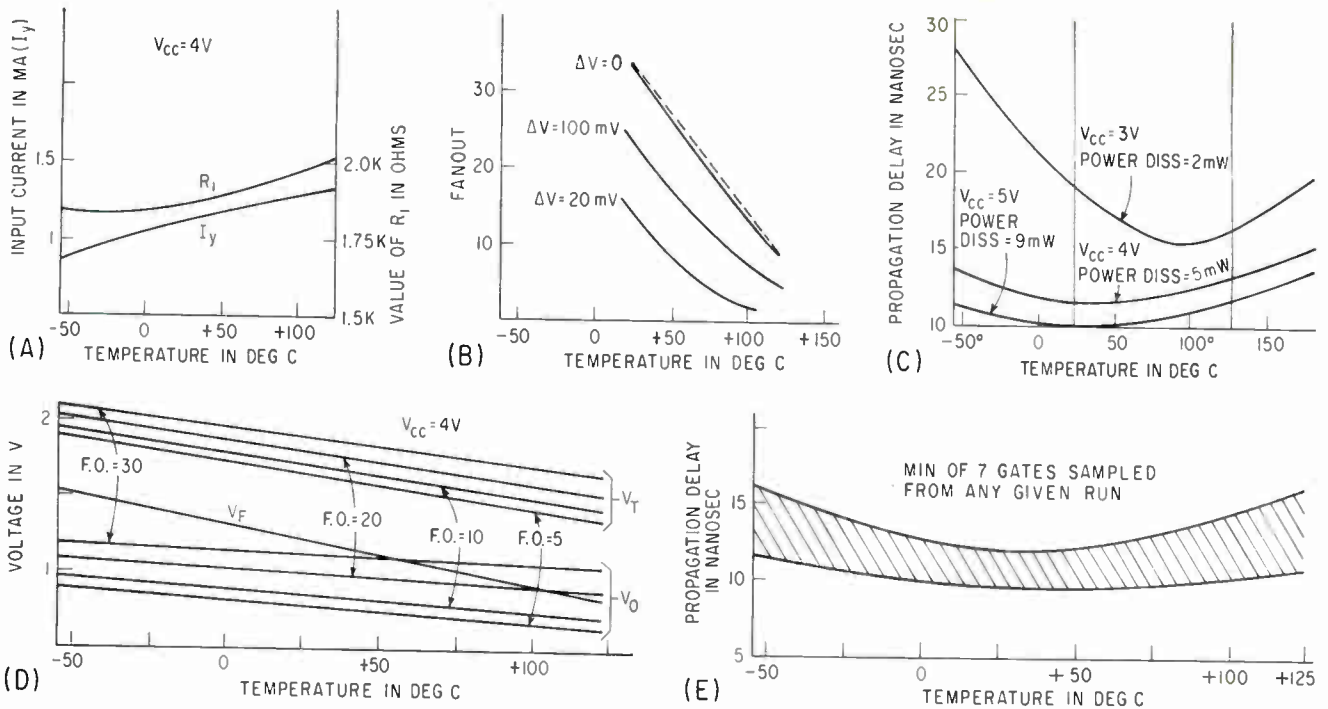 INPUT CURRENT IN MA (Iy)
VCC=4V
1.5
1
R1
Iy
2.0K
1.75K
1.5K
VALUE OF R1 IN OHMS
-50
0
+50
+100
(A)
TEMPERATURE IN DEG C
FANOUT
30
20
10
ΔV=0
ΔV=100 mV
ΔV=20 mV
-50
0
+50
+100
+150
(B)
TEMPERATURE IN DEG C
PROPAGATION DELAY IN NANOSEC
30
25
20
15
10
VCC=3V
POWER DISS=2mW
VCC=5V
POWER
DISS=9mW
VCC=4V
POWER DISS=5mW
-50°
0
50
100°
150
(C)
TEMPERATURE IN DEG C
VOLTAGE IN V
2
1
VCC=4V
F.O.=30
VF
F.O.=20
F.O.=10
F.O.=5
VT
VO
-50
0
+50
+100
(D)
TEMPERATURE IN DEG C
PROPAGATION DELAY
IN NANOSEC
15
10
5
MIN OF 7 GATES SAMPLED
FROM ANY GIVEN RUN
-50
0
+50
+100
+125
(E)
TEMPERATURE IN DEG C